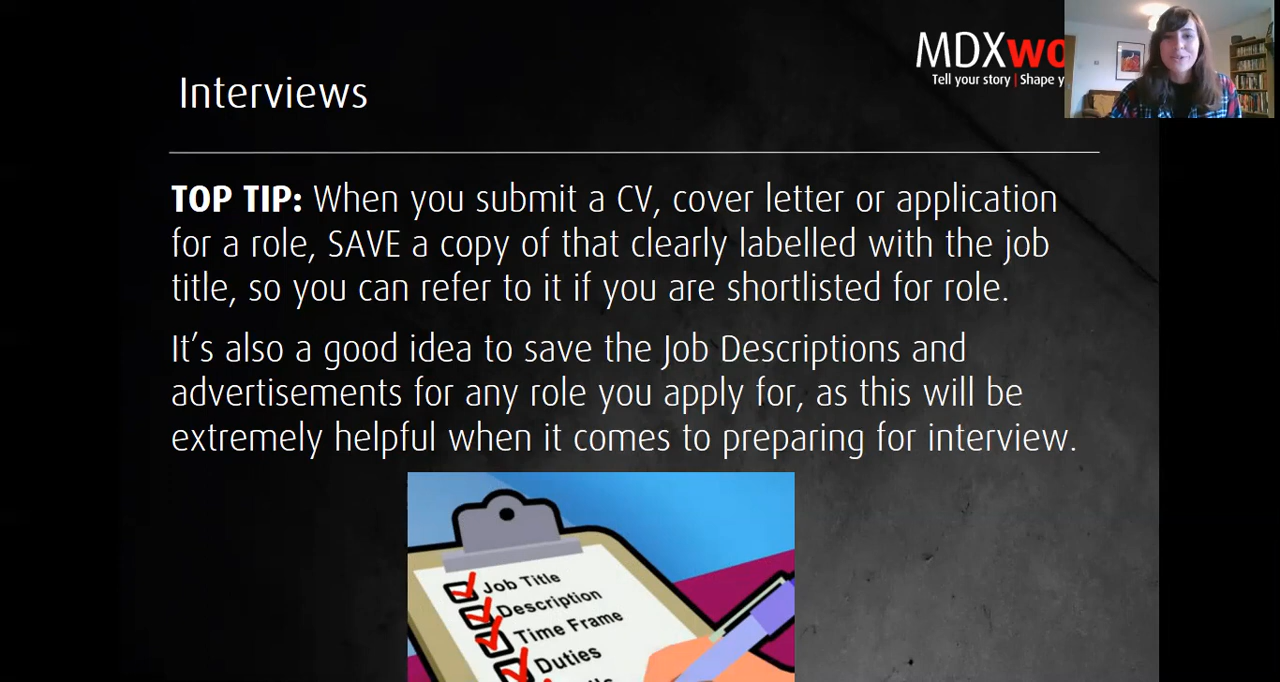 MDXwo
Tell your story | Shape y
Interviews
TOP TIP: When you submit a CV, cover letter or application
for a role, SAVE a copy of that clearly labelled with the job
title, so you can refer to it if you are shortlisted for role.
It's also a good idea to save the Job Descriptions and
advertisements for any role you apply for, as this will be
extremely helpful when it comes to preparing for interview.
Job Title
Description
Time Frame
Duties